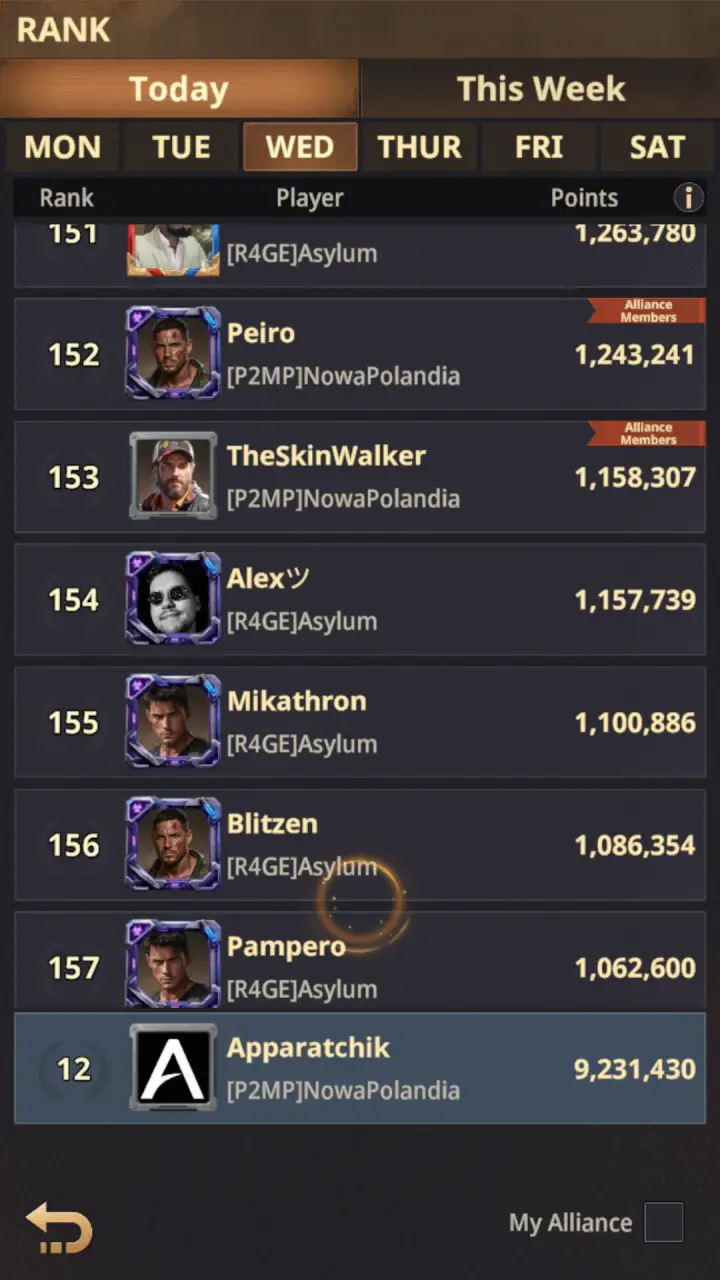 RANK
Today
This Week
MON
TUE
WED
THUR
FRI
SAT
Rank
Player
Points
i
151
[R4GE]Asylum
1,263,780
Alliance
Members
152
Peiro
[P2MP]NowaPolandia
1,243,241
Alliance
Members
153
TheSkinWalker
[P2MP]NowaPolandia
1,158,307
154
Alexツ
[R4GE]Asylum
1,157,739
155
Mikathron
[R4GE]Asylum
1,100,886
156
Blitzen
[R4GE]Asylum
1,086,354
157
Pampero
[R4GE]Asylum
1,062,600
12
A
Apparatchik
[P2MP]NowaPolandia
9,231,430
My Alliance